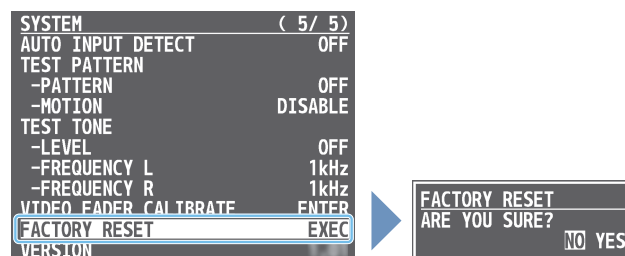 SYSTEM ( 5/ 5)
AUTO INPUT DETECT OFF
TEST PATTERN
-PATTERN OFF
-MOTION DISABLE
TEST TONE
-LEVEL OFF
-FREQUENCY L 1kHz
-FREQUENCY R 1kHz
VIDEO FADER CALIBRATE ENTER
FACTORY RESET EXEC
VERSION
FACTORY RESET
ARE YOU SURE?
NO YES